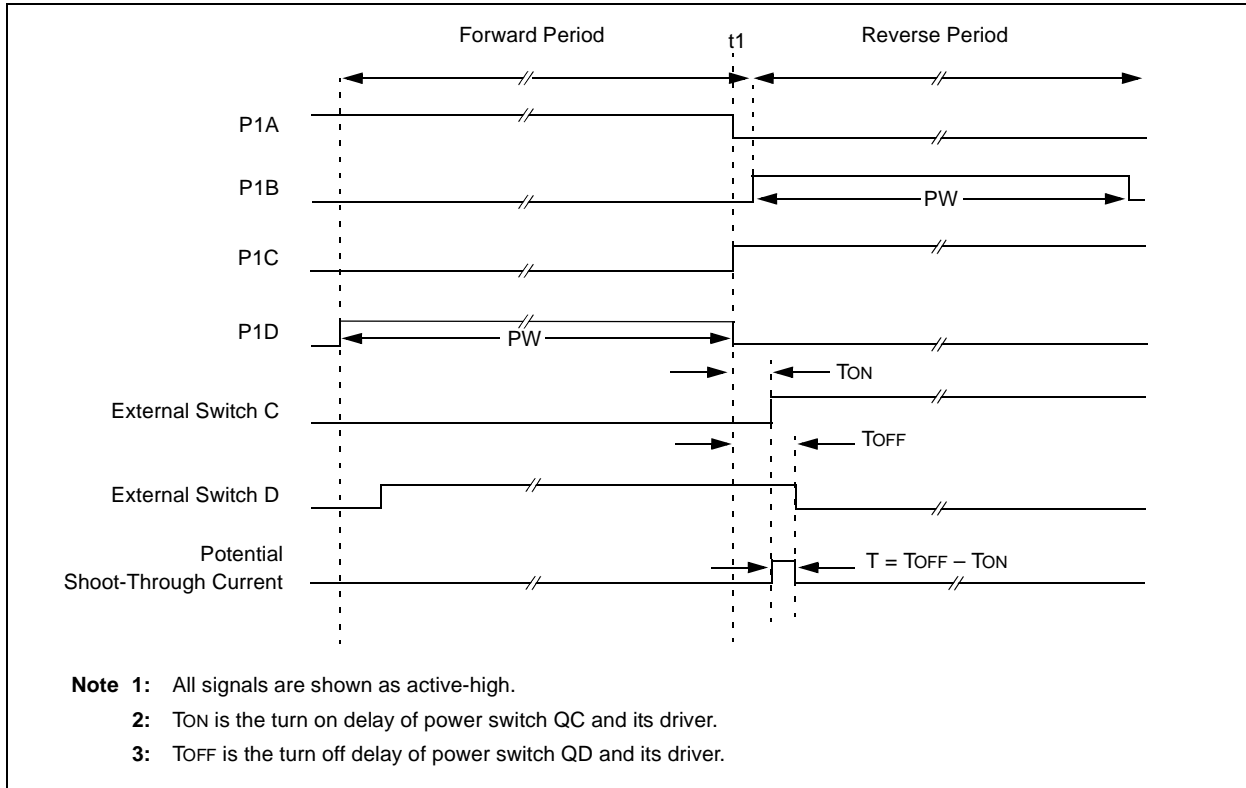 Forward Period
t1
Reverse Period
P1A
P1B
PW
P1C
P1D
PW
TON
External Switch C
TOFF
External Switch D
Potential
Shoot-Through Current
T = TOFF – TON
Note 1: All signals are shown as active-high.
2: TON is the turn on delay of power switch QC and its driver.
3: TOFF is the turn off delay of power switch QD and its driver.